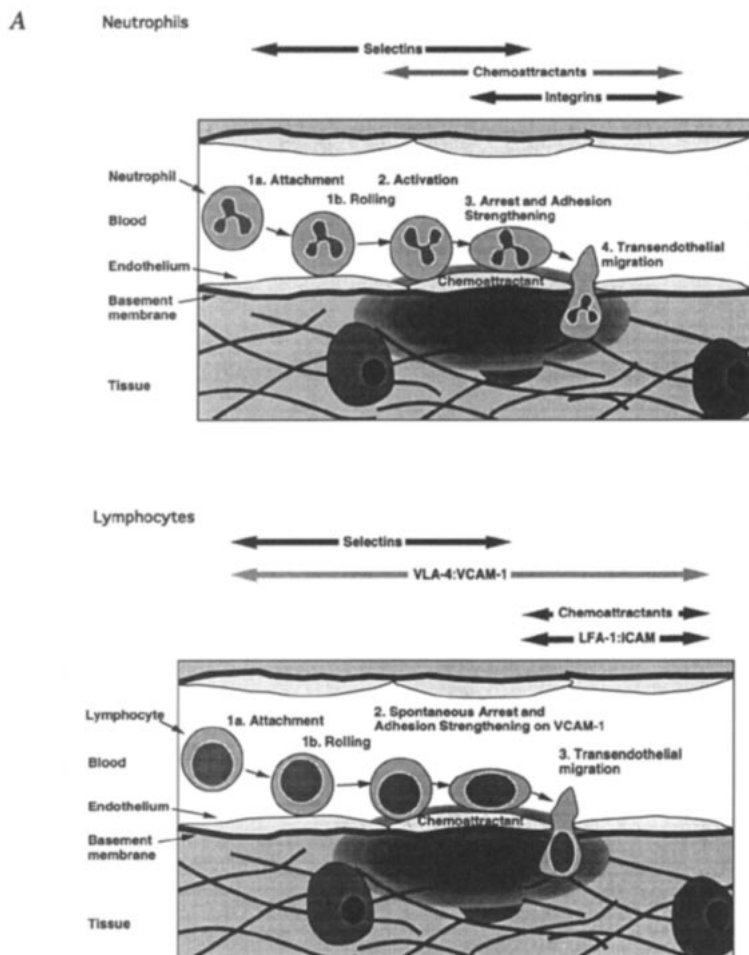 A
Neutrophils
Selectins
Chemoattractants
Integrins
Neutrophil
1a. Attachment
2. Activation
1b. Rolling
3. Arrest and Adhesion
Strengthening
Blood
4. Transendothelial
migration
Endothelium
Chemoattractant
Basement
membrane
Tissue
Lymphocytes
Selectins
VLA-4:VCAM-1
Chemoattractants
LFA-1:ICAM
Lymphocyte
1a. Attachment
2. Spontaneous Arrest and
Adhesion Strengthening on VCAM-1
1b. Rolling
3. Transendothelial
migration
Blood
Endothelium
Chemoattractant
Basement
membrane
Tissue